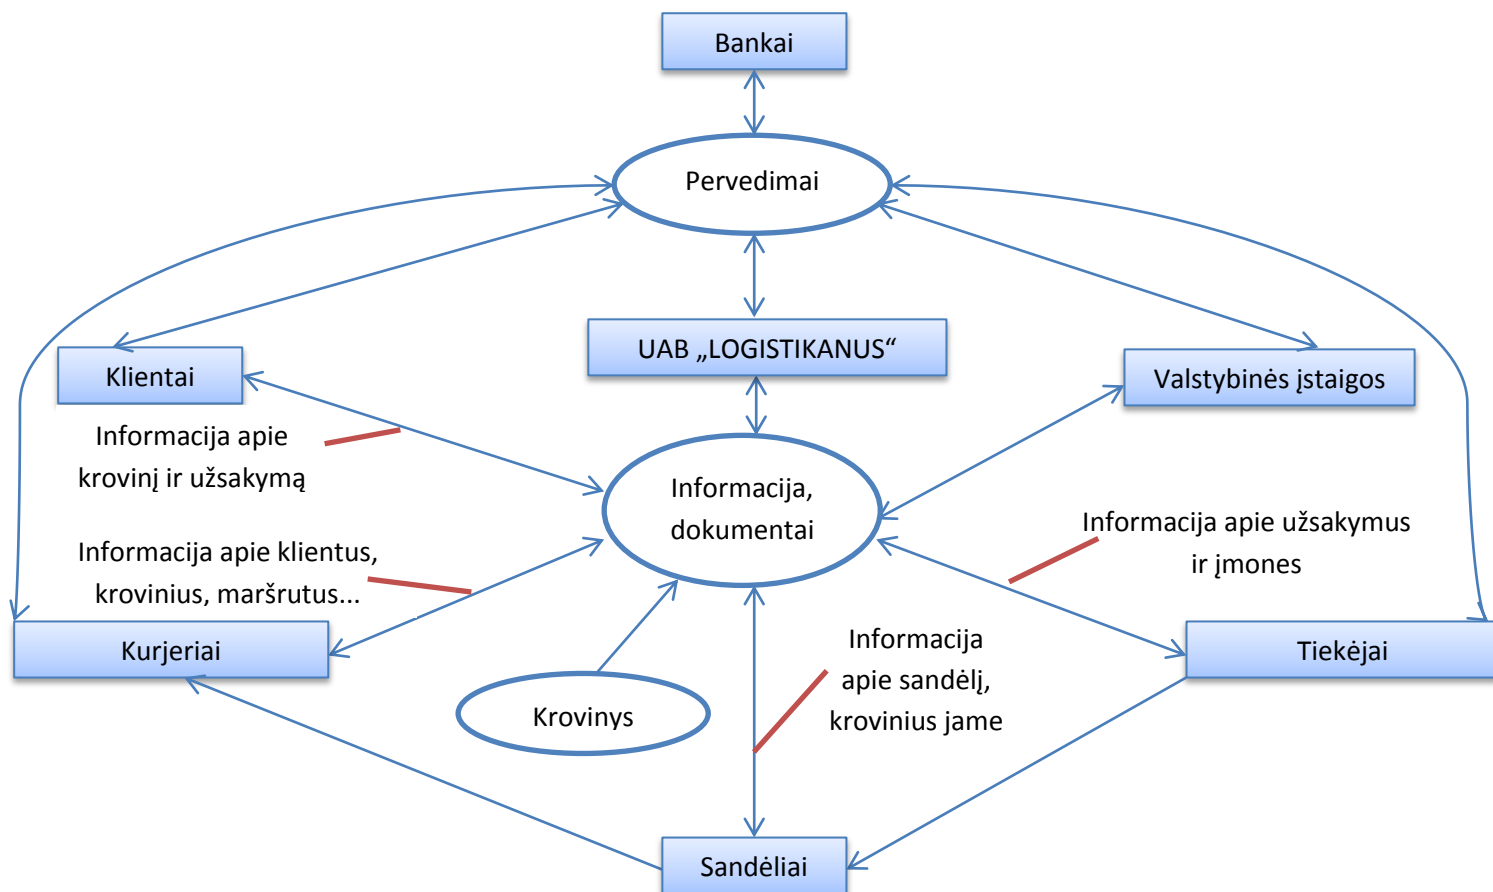 Bankai
Pervedimai
UAB „LOGISTIKANUS“
Klientai
Valstybinės įstaigos
Informacija apie
krovinį ir užsakymą
Informacija,
dokumentai
Informacija apie užsakymus
ir įmones
Informacija apie klientus,
krovinius, maršrutus...
Kurjeriai
Informacija
apie sandėlį,
krovinius jame
Tiekėjai
Krovinys
Sandėliai